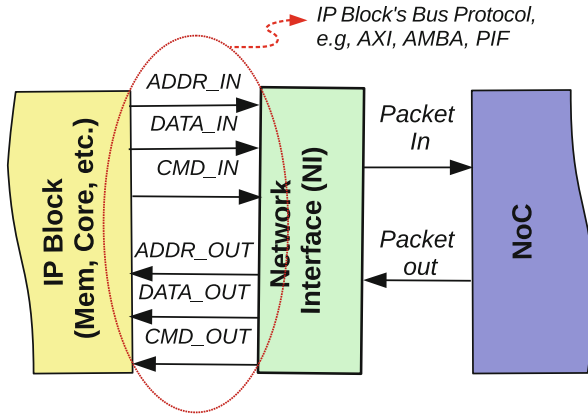 IP Block's Bus Protocol,
e.g, AXI, AMBA, PIF
ADDR_IN
DATA_IN
CMD_IN
ADDR_OUT
DATA_OUT
CMD_OUT
IP Block
(Mem, Core, etc.)
Network
Interface (NI)
Packet
In
Packet
out
NoC